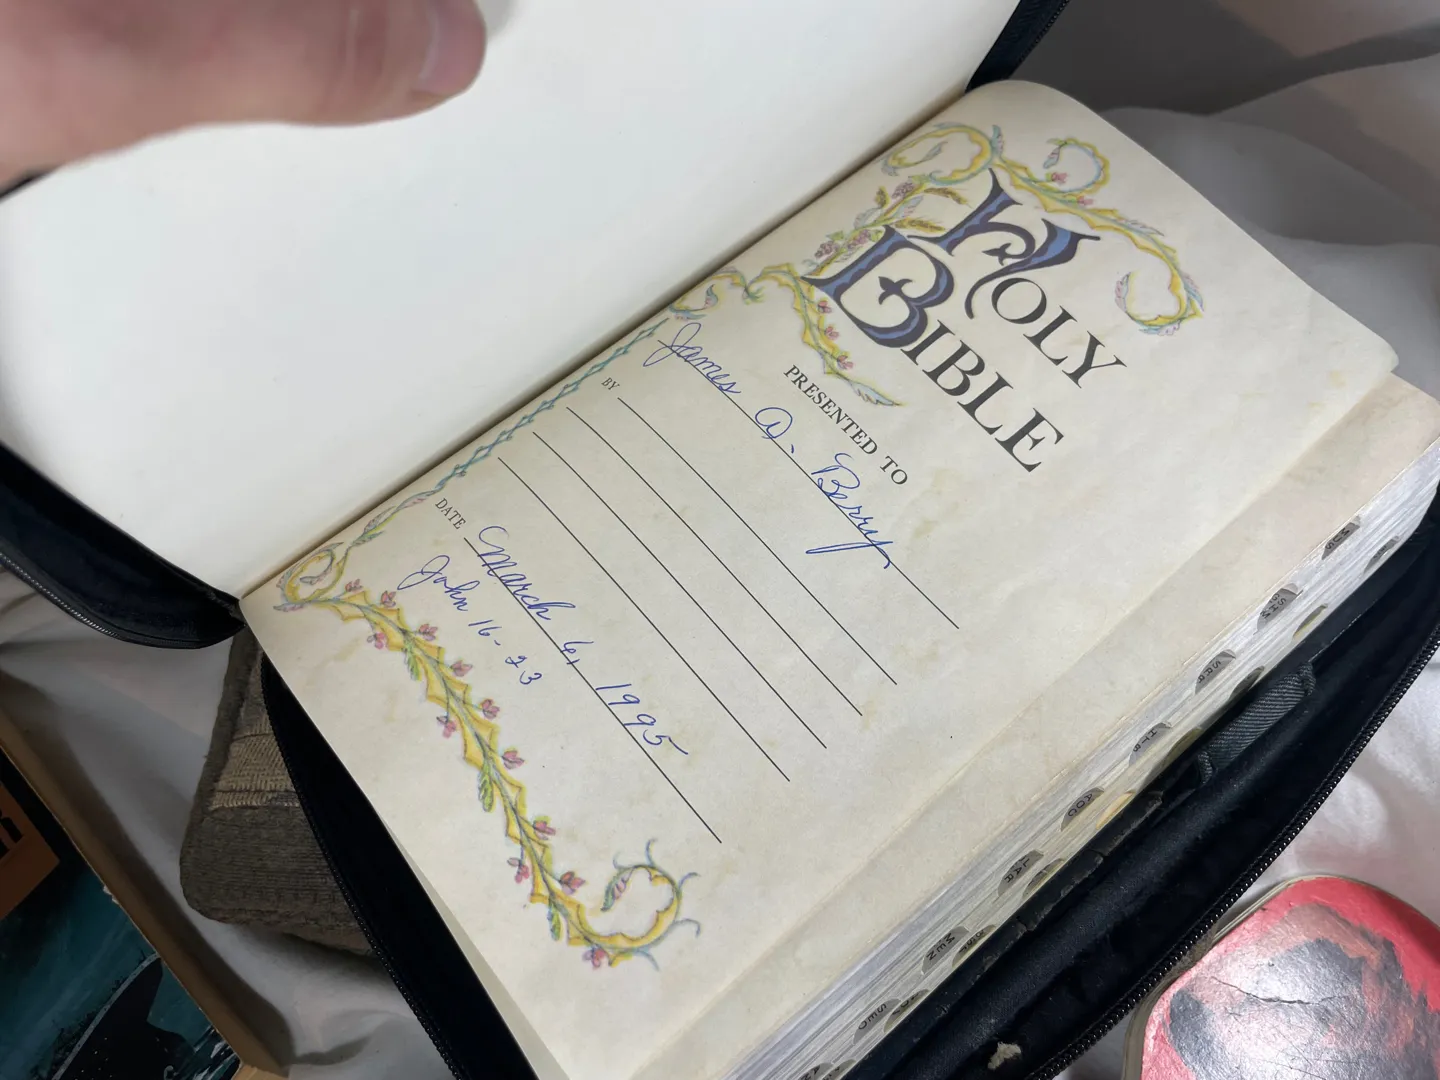 HOLY
BIBLE
PRESENTED TO
James D. Berry
BY
DATE March 6, 1995
John 16-23